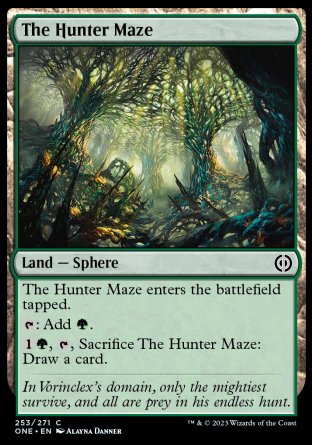 The Hunter Maze
Land — Sphere
The Hunter Maze enters the battlefield
tapped.
: Add .
1 , , Sacrifice The Hunter Maze:
Draw a card.
In Vorinclex's domain, only the mightiest
survive, and all are prey in his endless hunt.
253/271 C
ONE • EN Alayna Danner
™ & © 2023 Wizards of the Coast